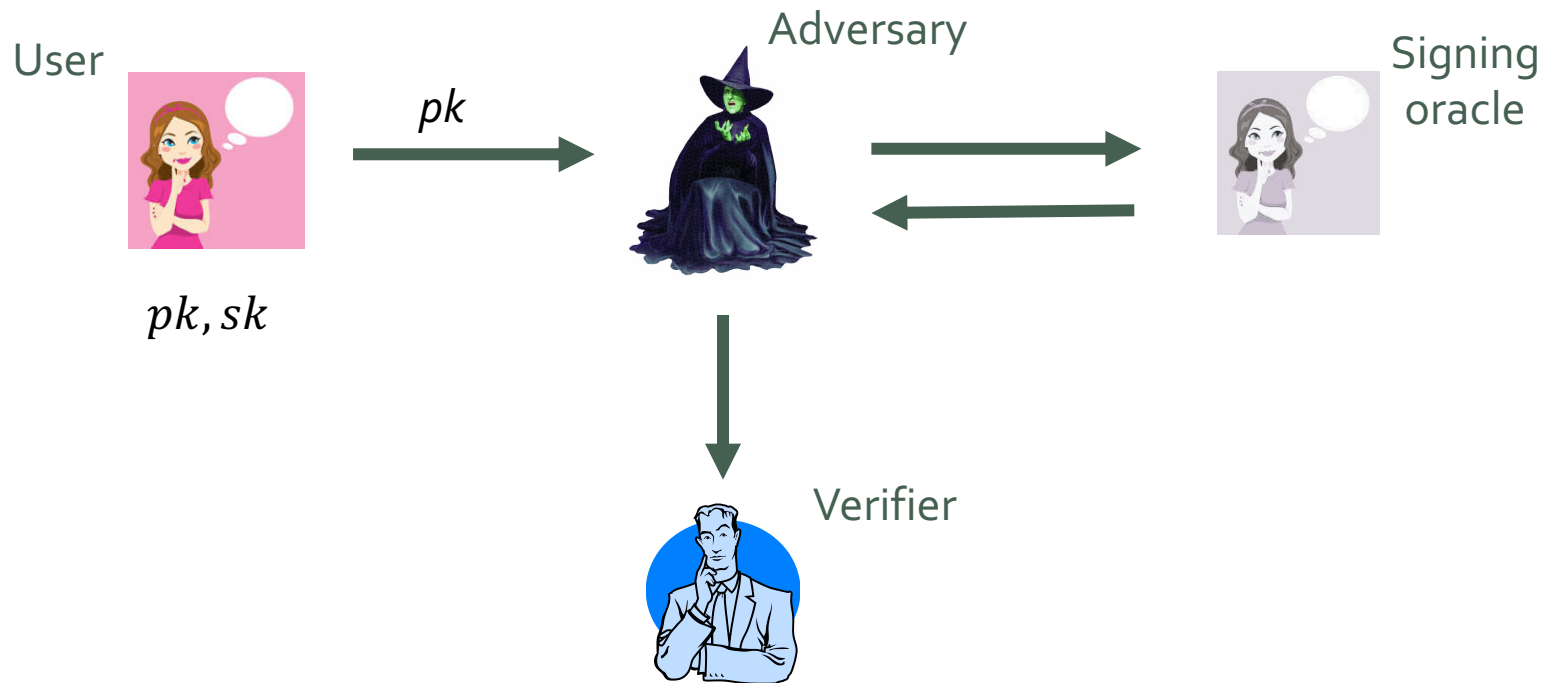 User
pk
Adversary
Signing
oracle
pk, sk
Verifier